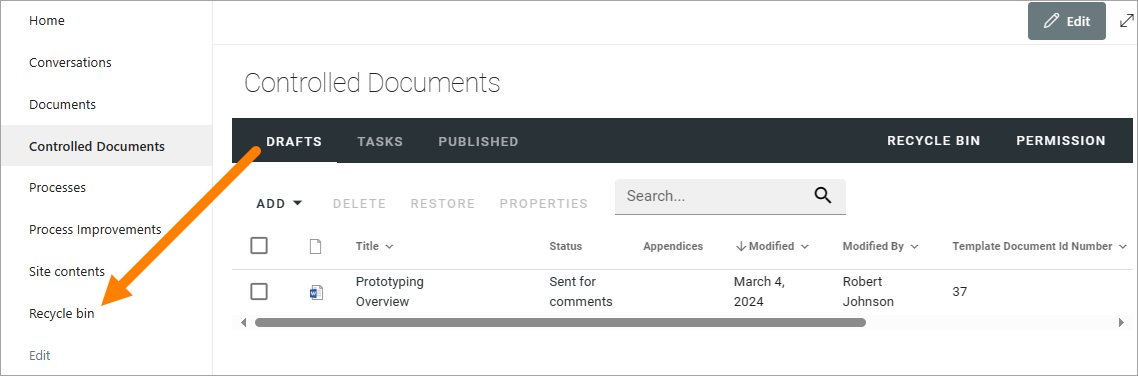 Home
Edit
Conversations
Controlled Documents
Documents
Controlled Documents
DRAFTS TASKS PUBLISHED RECYCLE BIN PERMISSION
Processes
Search...
ADD DELETE RESTORE PROPERTIES
Process Improvements
Title Status Appendices Modified Modified By Template Document Id Number
Site contents
Prototyping Sent for March 4, Robert
Overview comments 2024 Johnson 37
Recycle bin
Edit